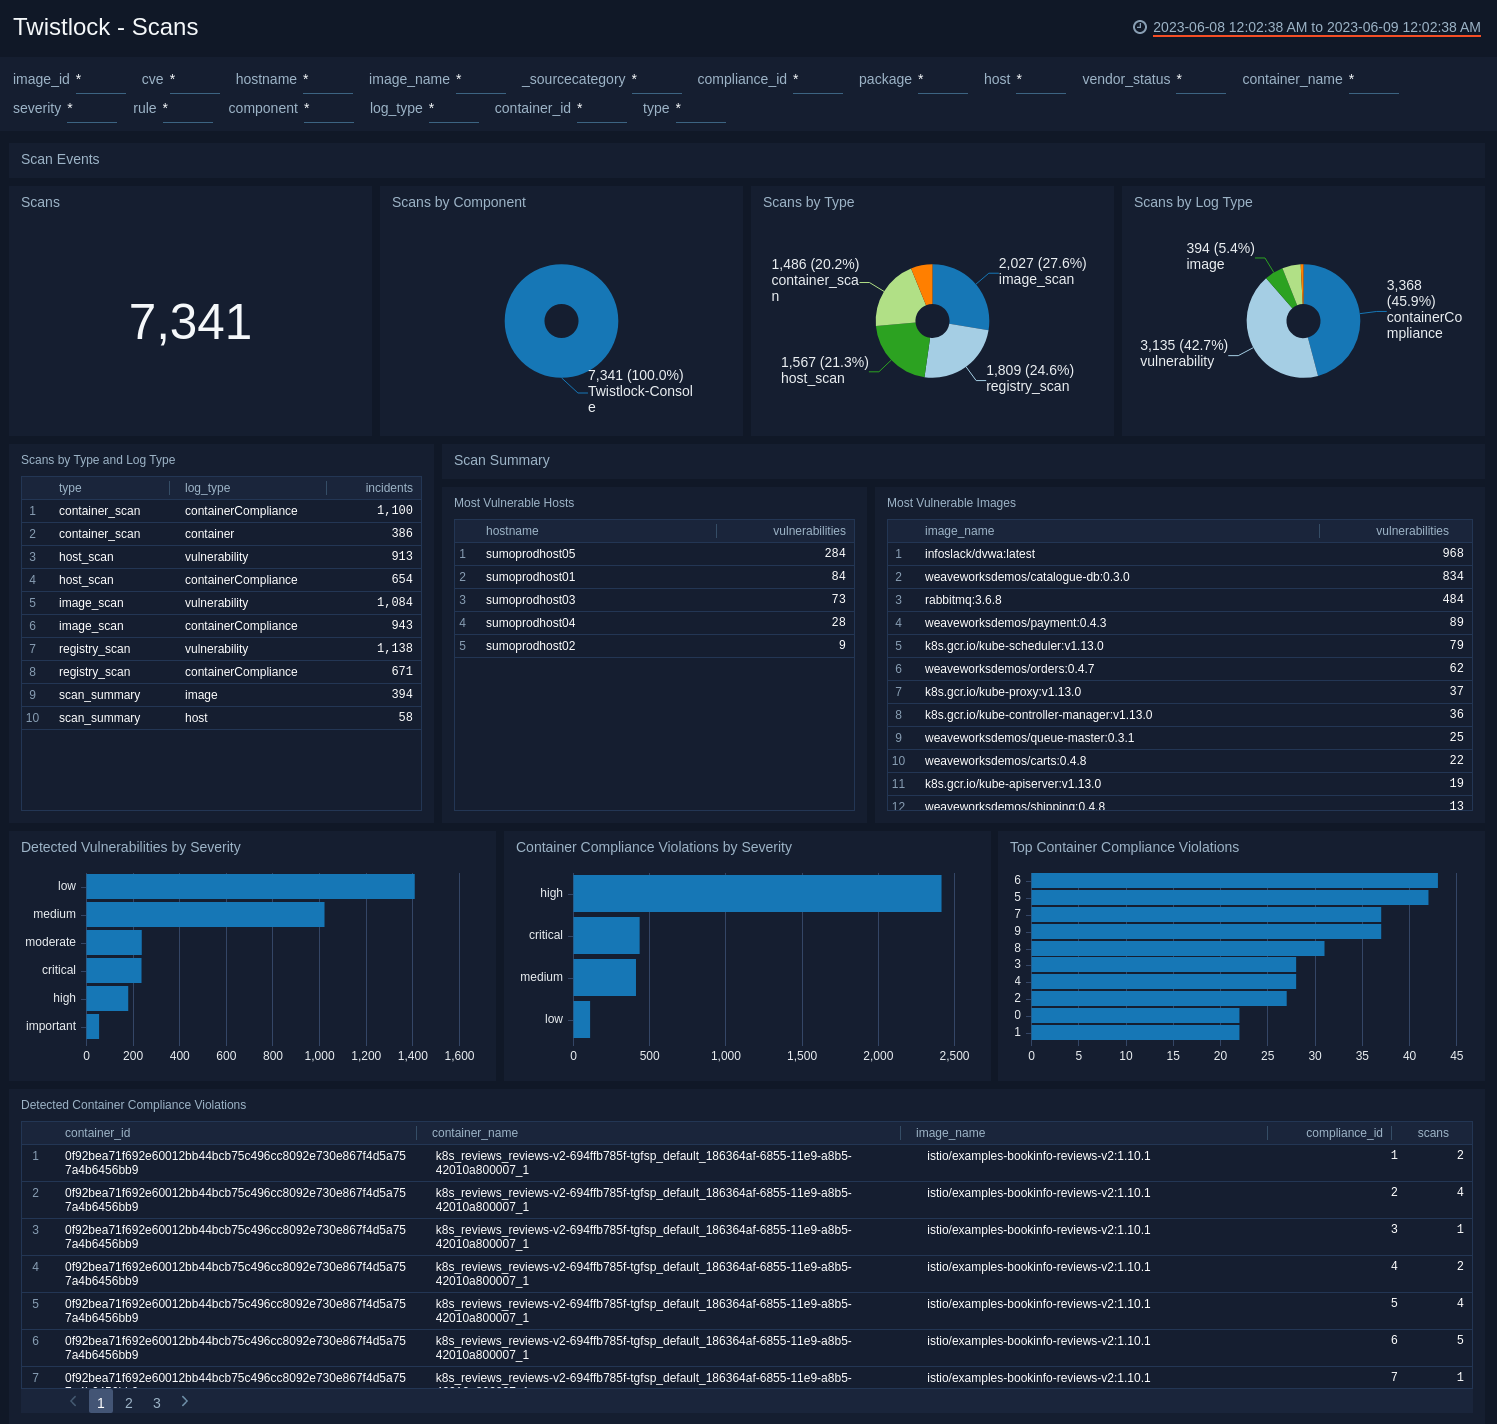 Twistlock - Scans
2023-06-08 12:02:38 AM to 2023-06-09 12:02:38 AM
image_id * cve * hostname * image_name * _sourcecategory * compliance_id * package * host * vendor_status * container_name *
severity * rule * component * log_type * container_id * type *
Scan Events
Scans
7,341
Scans by Component
7,341 (100.0%)
Twistlock-Consol
e
Scans by Type
1,486 (20.2%)
container_sca
n
2,027 (27.6%)
image_scan
1,567 (21.3%)
host_scan
1,809 (24.6%)
registry_scan
Scans by Log Type
394 (5.4%)
image
3,368
(45.9%)
containerCo
mpliance
3,135 (42.7%)
vulnerability
Scans by Type and Log Type
type log_type incidents
1 container_scan containerCompliance 1,100
2 container_scan container 386
3 host_scan vulnerability 913
4 host_scan containerCompliance 654
5 image_scan vulnerability 1,084
6 image_scan containerCompliance 943
7 registry_scan vulnerability 1,138
8 registry_scan containerCompliance 671
9 scan_summary image 394
10 scan_summary host 58
Scan Summary
Most Vulnerable Hosts
hostname vulnerabilities
1 sumoprodhost05 284
2 sumoprodhost01 84
3 sumoprodhost03 73
4 sumoprodhost04 28
5 sumoprodhost02 9
Most Vulnerable Images
image_name vulnerabilities
1 infoslack/dvwa:latest 968
2 weaveworksdemos/catalogue-db:0.3.0 834
3 rabbitmq:3.6.8 484
4 weaveworksdemos/payment:0.4.3 89
5 k8s.gcr.io/kube-scheduler:v1.13.0 79
6 weaveworksdemos/orders:0.4.7 62
7 k8s.gcr.io/kube-proxy:v1.13.0 37
8 k8s.gcr.io/kube-controller-manager:v1.13.0 36
9 weaveworksdemos/queue-master:0.3.1 25
10 weaveworksdemos/carts:0.4.8 22
11 k8s.gcr.io/kube-apiserver:v1.13.0 19
12 weaveworksdemos/shipping:0.4.8 13
Detected Vulnerabilities by Severity
low
medium
moderate
critical
high
important
0 200 400 600 800 1,000 1,200 1,400 1,600
Container Compliance Violations by Severity
high
critical
medium
low
0 500 1,000 1,500 2,000 2,500
Top Container Compliance Violations
6
5
7
9
8
3
4
2
0
1
0 5 10 15 20 25 30 35 40 45
Detected Container Compliance Violations
container_id container_name image_name compliance_id scans
1 0f92bea71f692e60012bb44bcb75c496cc8092e730e867f4d5a75 k8s_reviews_reviews-v2-694ffb785f-tgfsp_default_186364af-6855-11e9-a8b5- istio/examples-bookinfo-reviews-v2:1.10.1 1 2
7a4b6456bb9 42010a800007_1
2 0f92bea71f692e60012bb44bcb75c496cc8092e730e867f4d5a75 k8s_reviews_reviews-v2-694ffb785f-tgfsp_default_186364af-6855-11e9-a8b5- istio/examples-bookinfo-reviews-v2:1.10.1 2 4
7a4b6456bb9 42010a800007_1
3 0f92bea71f692e60012bb44bcb75c496cc8092e730e867f4d5a75 k8s_reviews_reviews-v2-694ffb785f-tgfsp_default_186364af-6855-11e9-a8b5- istio/examples-bookinfo-reviews-v2:1.10.1 3 1
7a4b6456bb9 42010a800007_1
4 0f92bea71f692e60012bb44bcb75c496cc8092e730e867f4d5a75 k8s_reviews_reviews-v2-694ffb785f-tgfsp_default_186364af-6855-11e9-a8b5- istio/examples-bookinfo-reviews-v2:1.10.1 4 2
7a4b6456bb9 42010a800007_1
5 0f92bea71f692e60012bb44bcb75c496cc8092e730e867f4d5a75 k8s_reviews_reviews-v2-694ffb785f-tgfsp_default_186364af-6855-11e9-a8b5- istio/examples-bookinfo-reviews-v2:1.10.1 5 4
7a4b6456bb9 42010a800007_1
6 0f92bea71f692e60012bb44bcb75c496cc8092e730e867f4d5a75 k8s_reviews_reviews-v2-694ffb785f-tgfsp_default_186364af-6855-11e9-a8b5- istio/examples-bookinfo-reviews-v2:1.10.1 6 5
7a4b6456bb9 42010a800007_1
7 0f92bea71f692e60012bb44bcb75c496cc8092e730e867f4d5a75 k8s_reviews_reviews-v2-694ffb785f-tgfsp_default_186364af-6855-11e9-a8b5- istio/examples-bookinfo-reviews-v2:1.10.1 7 1
1 2 3